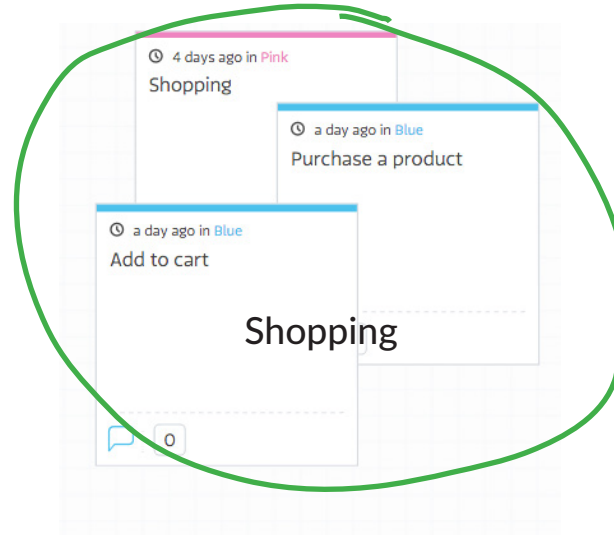 4 days ago in Pink
Shopping
a day ago in Blue
Purchase a product
a day ago in Blue
Add to cart
Shopping
0